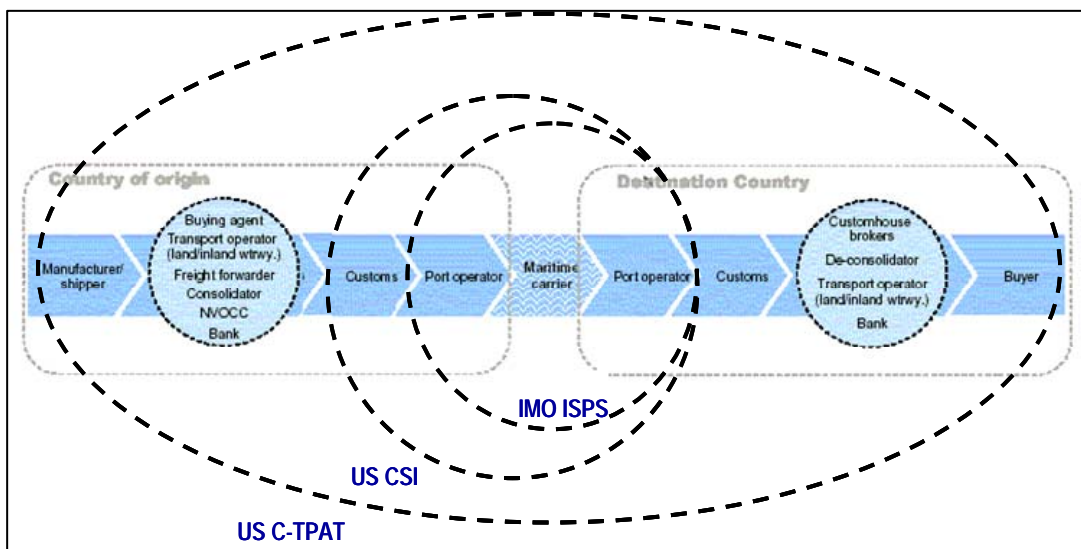 Country of origin
Destination Country
Manufacturer/
shipper
Buying agent
Transport operator
(land/inland wtrwy.)
Freight forwarder
Consolidator
NVOCC
Bank
Customs
Port operator
Maritime
carrier
Port operator
Customs
Customhouse
brokers
De-consolidator
Transport operator
(land/inland wtrwy.)
Bank
Buyer
IMO ISPS
US CSI
US C-TPAT